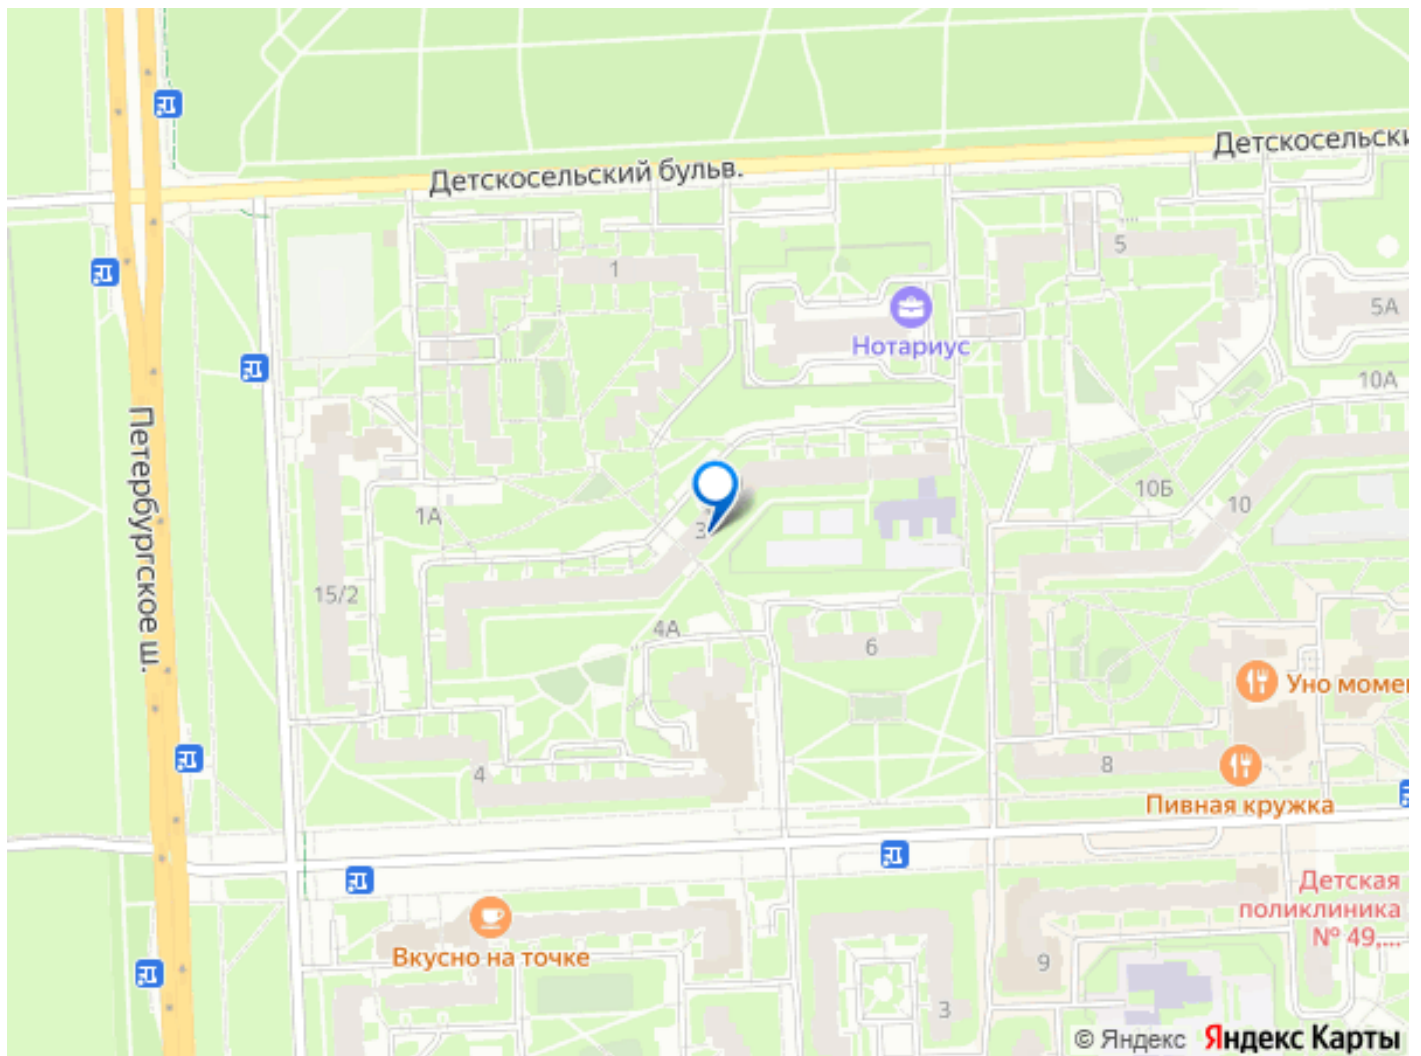 Детскосельски
Детскосельский бульв.
5
1
5А
Нотариус
10А
Петербургское ш.
10Б
10
1А
3
15/2
4А
6
Уно момен
8
4
Пивная кружка
Детская
поликлиника
№ 49,...
Вкусно на точке
9
3
© Яндекс Яндекс Карты